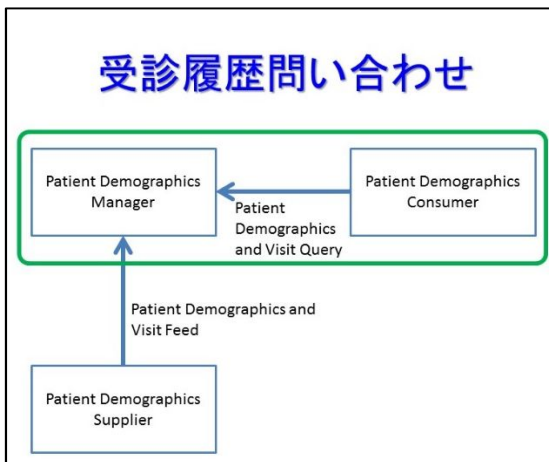 受診履歴問い合わせ
Patient Demographics
Manager
Patient Demographics
Consumer
Patient
Demographics
and Visit Query
Patient Demographics and
Visit Feed
Patient Demographics
Supplier